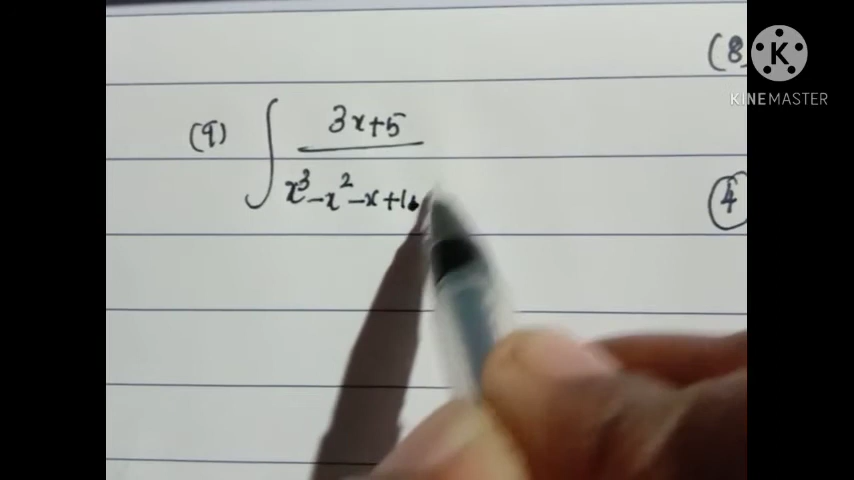 (8)
K
KINEMASTER
(9) ∫ 3x+5
x³-x²-x+1
4